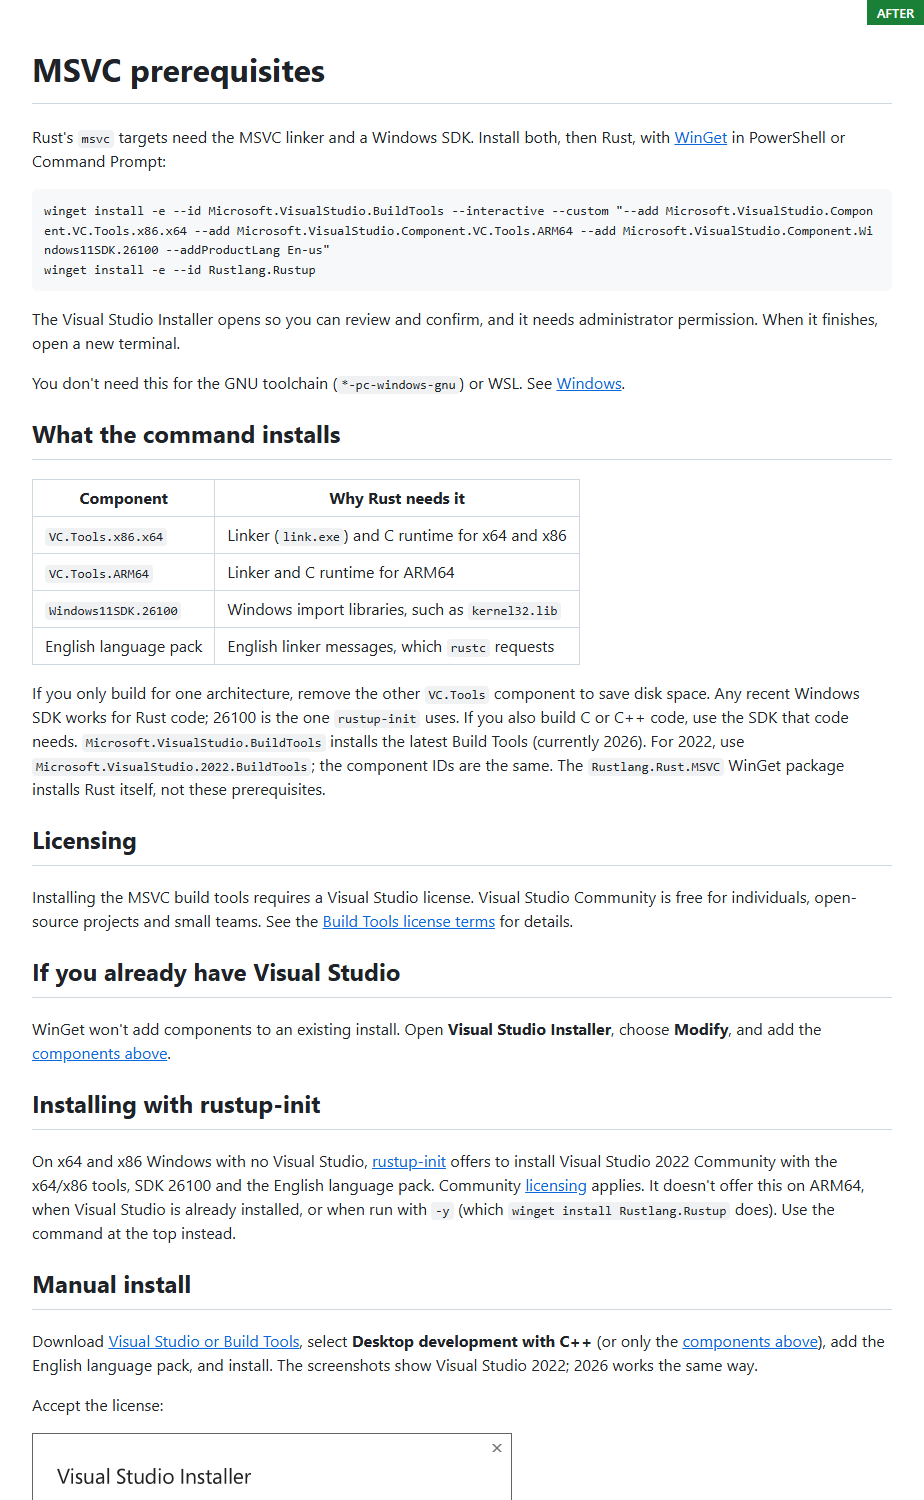 AFTER
MSVC prerequisites
Rust's msvc targets need the MSVC linker and a Windows SDK. Install both, then Rust, with WinGet in PowerShell or
Command Prompt:
winget install -e --id Microsoft.VisualStudio.BuildTools --interactive --custom "--add Microsoft.VisualStudio.Compon
ent.VC.Tools.x86.x64 --add Microsoft.VisualStudio.Component.VC.Tools.ARM64 --add Microsoft.VisualStudio.Component.Wi
ndows11SDK.26100 --addProductLang En-us"
winget install -e --id Rustlang.Rustup
The Visual Studio Installer opens so you can review and confirm, and it needs administrator permission. When it finishes,
open a new terminal.
You don't need this for the GNU toolchain (*-pc-windows-gnu) or WSL. See Windows.
What the command installs
Component Why Rust needs it
VC.Tools.x86.x64 Linker (link.exe) and C runtime for x64 and x86
VC.Tools.ARM64 Linker and C runtime for ARM64
Windows11SDK.26100 Windows import libraries, such as kernel32.lib
English language pack English linker messages, which rustc requests
If you only build for one architecture, remove the other VC.Tools component to save disk space. Any recent Windows
SDK works for Rust code; 26100 is the one rustup-init uses. If you also build C or C++ code, use the SDK that code
needs. Microsoft.VisualStudio.BuildTools installs the latest Build Tools (currently 2026). For 2022, use
Microsoft.VisualStudio.2022.BuildTools; the component IDs are the same. The Rustlang.Rust.MSVC WinGet package
installs Rust itself, not these prerequisites.
Licensing
Installing the MSVC build tools requires a Visual Studio license. Visual Studio Community is free for individuals, open-
source projects and small teams. See the Build Tools license terms for details.
If you already have Visual Studio
WinGet won't add components to an existing install. Open Visual Studio Installer, choose Modify, and add the
components above.
Installing with rustup-init
On x64 and x86 Windows with no Visual Studio, rustup-init offers to install Visual Studio 2022 Community with the
x64/x86 tools, SDK 26100 and the English language pack. Community licensing applies. It doesn't offer this on ARM64,
when Visual Studio is already installed, or when run with -y (which winget install Rustlang.Rustup does). Use the
command at the top instead.
Manual install
Download Visual Studio or Build Tools, select Desktop development with C++ (or only the components above), add the
English language pack, and install. The screenshots show Visual Studio 2022; 2026 works the same way.
Accept the license:
Visual Studio Installer